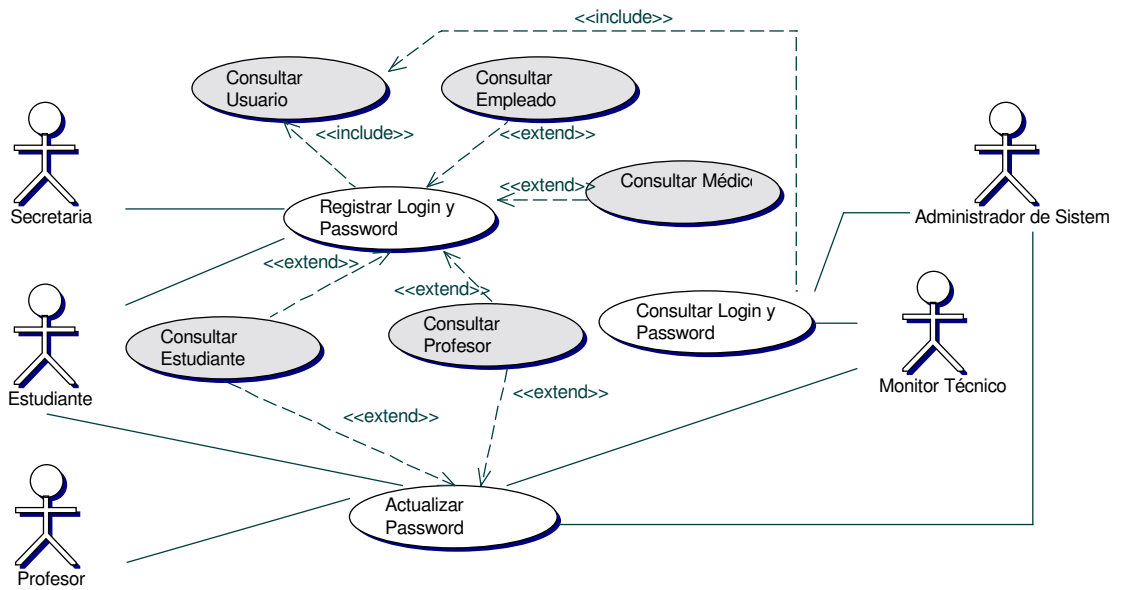 <<include>>
Consultar
Usuario
Consultar
Empleado
<<include>>
<<extend>>
Secretaria
Registrar Login y
Password
<<extend>>
Consultar Médic
Administrador de Sistem
<<extend>>
<<extend>>
Estudiante
Consultar
Estudiante
Consultar
Profesor
Consultar Login y
Password
Monitor Técnico
<<extend>>
<<extend>>
Profesor
Actualizar
Password